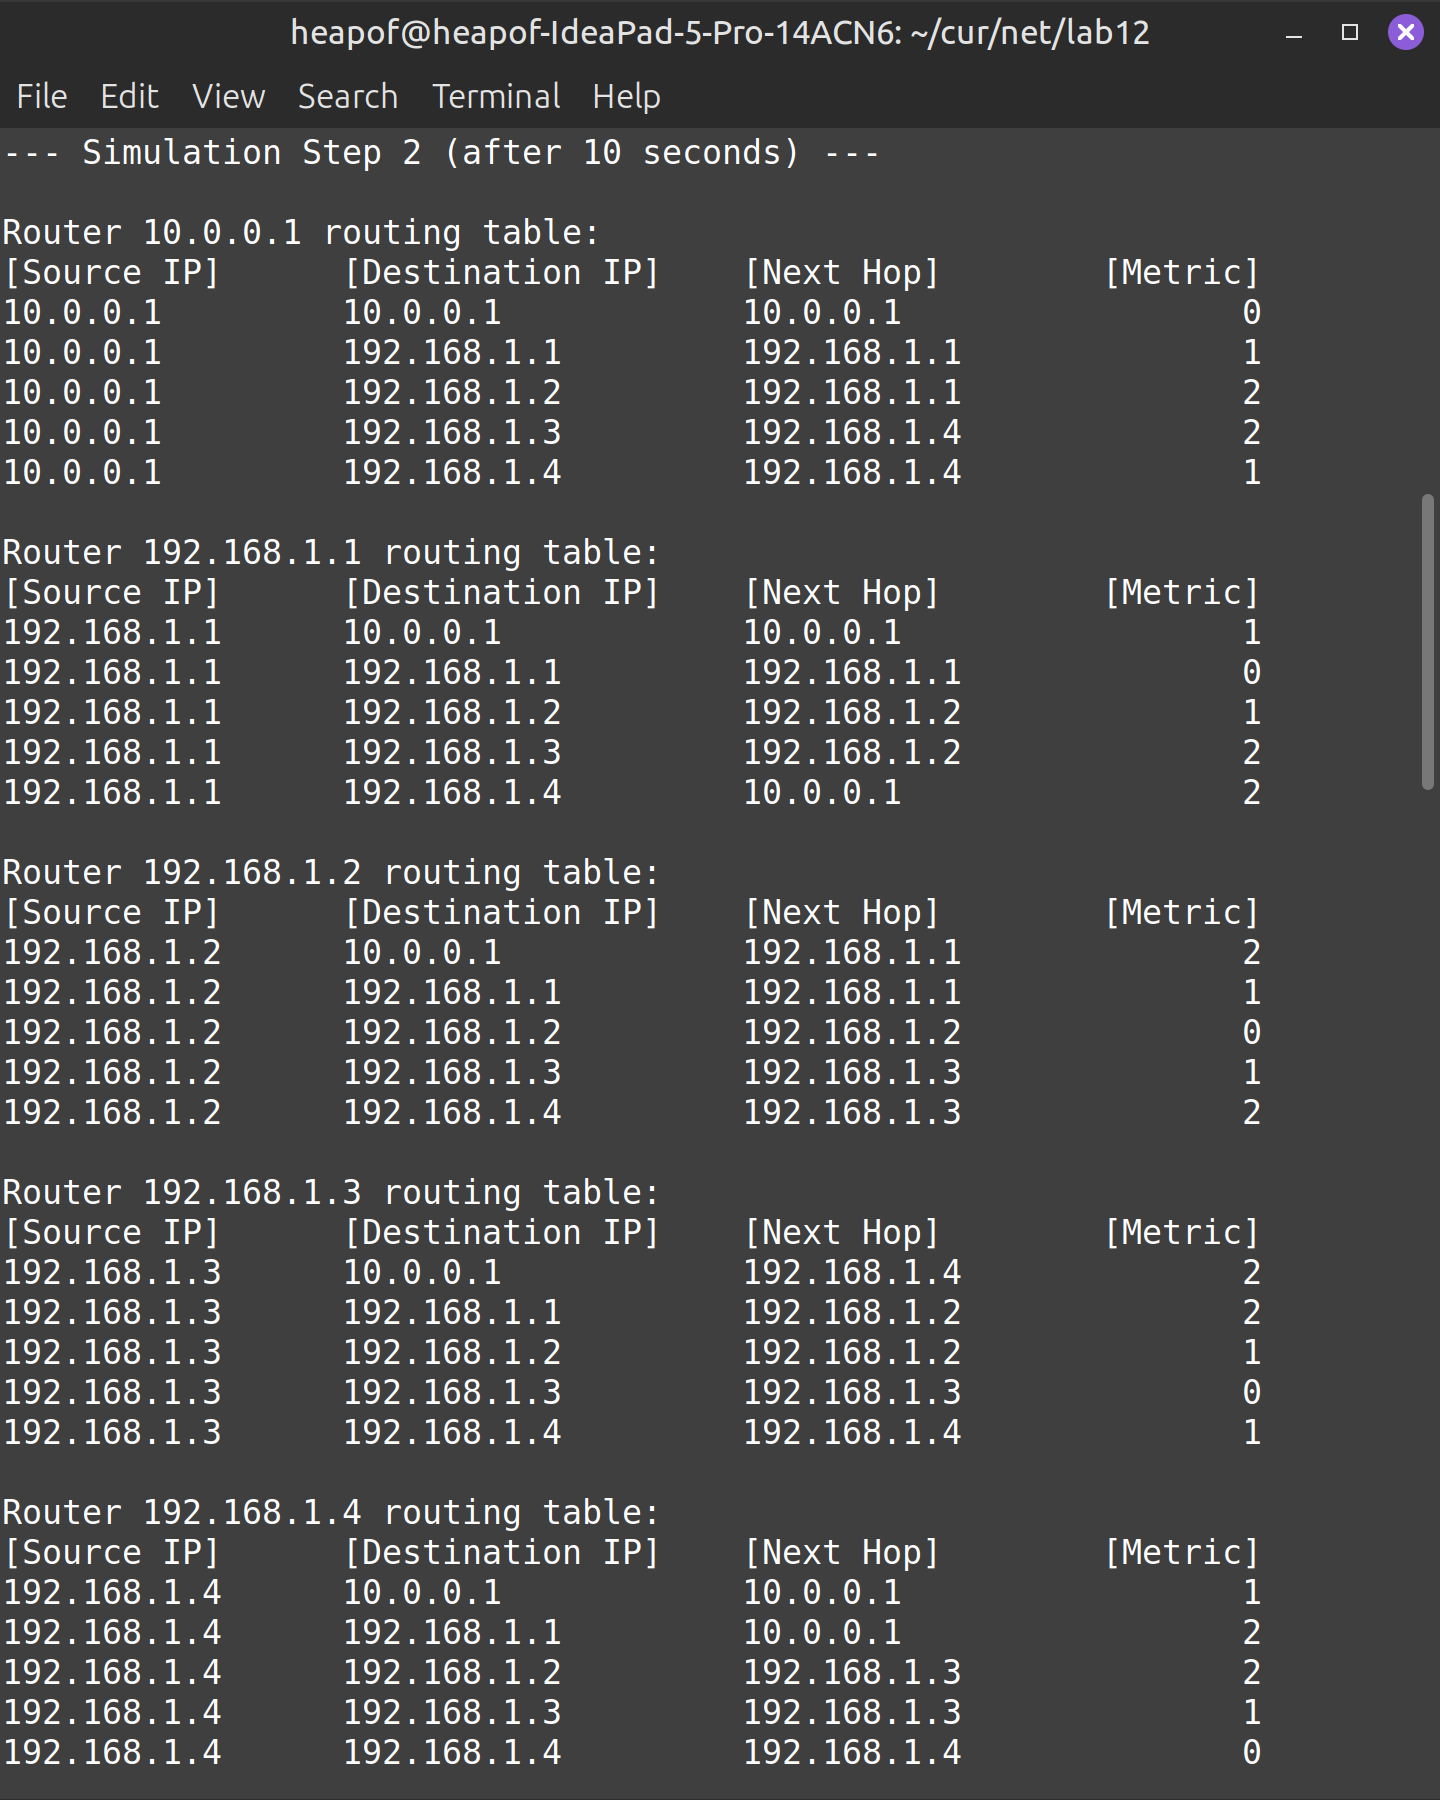 heapof@heapof-IdeaPad-5-Pro-14ACN6: ~/cur/net/lab12
File Edit View Search Terminal Help
--- Simulation Step 2 (after 10 seconds) ---
Router 10.0.0.1 routing table:
[Source IP] [Destination IP] [Next Hop] [Metric]
10.0.0.1 10.0.0.1 10.0.0.1 0
10.0.0.1 192.168.1.1 192.168.1.1 1
10.0.0.1 192.168.1.2 192.168.1.1 2
10.0.0.1 192.168.1.3 192.168.1.4 2
10.0.0.1 192.168.1.4 192.168.1.4 1
Router 192.168.1.1 routing table:
[Source IP] [Destination IP] [Next Hop] [Metric]
192.168.1.1 10.0.0.1 10.0.0.1 1
192.168.1.1 192.168.1.1 192.168.1.1 0
192.168.1.1 192.168.1.2 192.168.1.2 1
192.168.1.1 192.168.1.3 192.168.1.2 2
192.168.1.1 192.168.1.4 10.0.0.1 2
Router 192.168.1.2 routing table:
[Source IP] [Destination IP] [Next Hop] [Metric]
192.168.1.2 10.0.0.1 192.168.1.1 2
192.168.1.2 192.168.1.1 192.168.1.1 1
192.168.1.2 192.168.1.2 192.168.1.2 0
192.168.1.2 192.168.1.3 192.168.1.3 1
192.168.1.2 192.168.1.4 192.168.1.3 2
Router 192.168.1.3 routing table:
[Source IP] [Destination IP] [Next Hop] [Metric]
192.168.1.3 10.0.0.1 192.168.1.4 2
192.168.1.3 192.168.1.1 192.168.1.2 2
192.168.1.3 192.168.1.2 192.168.1.2 1
192.168.1.3 192.168.1.3 192.168.1.3 0
192.168.1.3 192.168.1.4 192.168.1.4 1
Router 192.168.1.4 routing table:
[Source IP] [Destination IP] [Next Hop] [Metric]
192.168.1.4 10.0.0.1 10.0.0.1 1
192.168.1.4 192.168.1.1 10.0.0.1 2
192.168.1.4 192.168.1.2 192.168.1.3 2
192.168.1.4 192.168.1.3 192.168.1.3 1
192.168.1.4 192.168.1.4 192.168.1.4 0